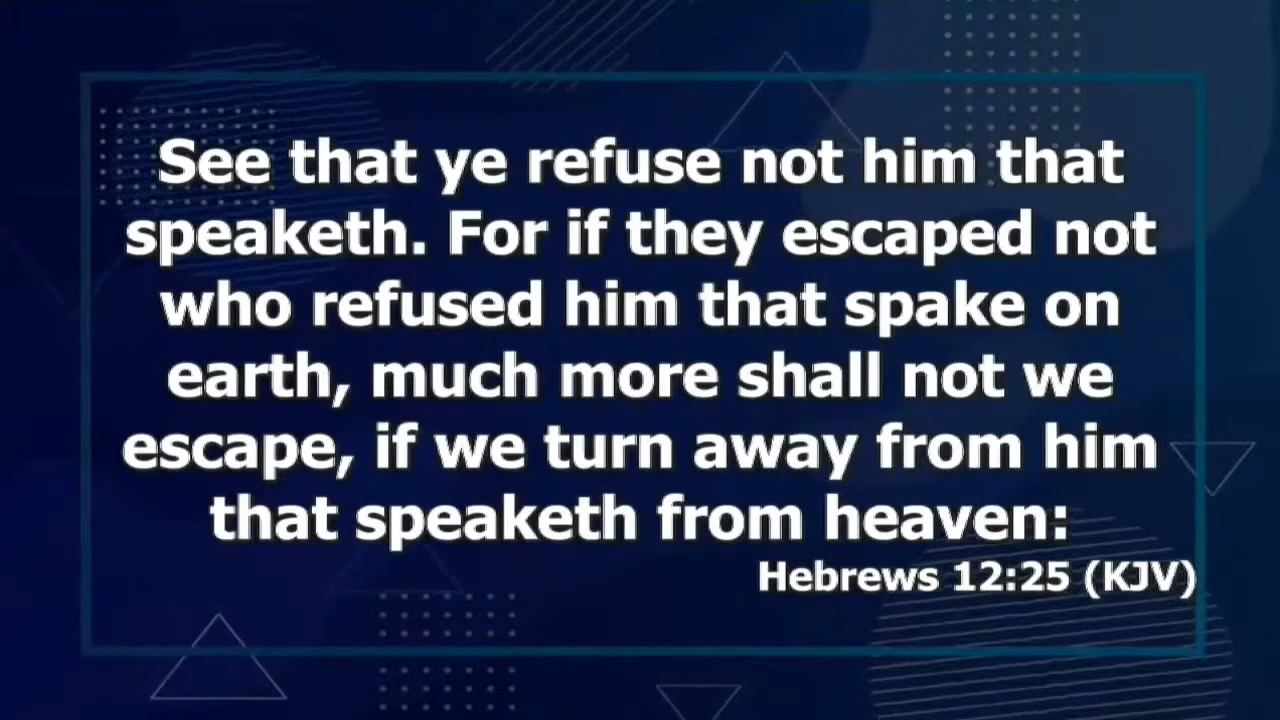 See that ye refuse not him that
speaketh. For if they escaped not
who refused him that spake on
earth, much more shall not we
escape, if we turn away from him
that speaketh from heaven:
Hebrews 12:25 (KJV)